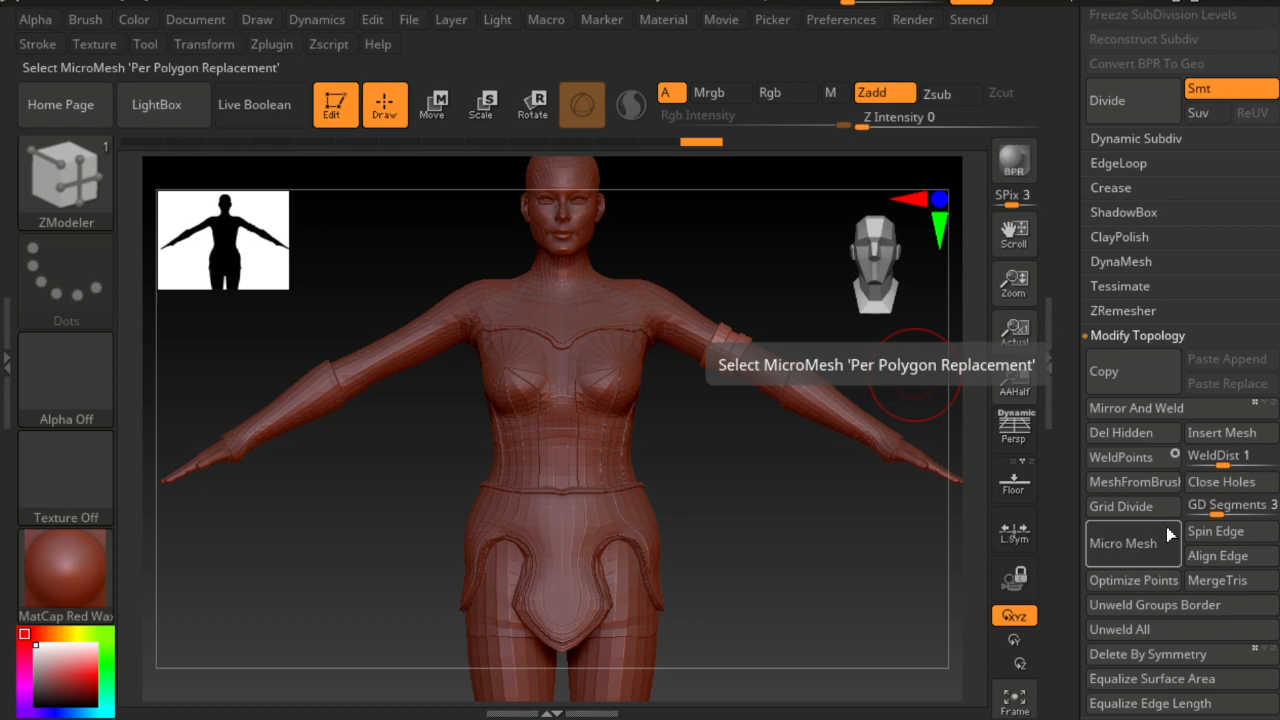 Alpha Brush Color Document Draw Dynamics Edit File Layer Light Macro Marker Material Movie Picker Preferences Render Stencil
Stroke Texture Tool Transform Zplugin Zscript Help
Select MicroMesh 'Per Polygon Replacement'
Home Page LightBox Live Boolean Edit Draw Move Scale Rotate A Mrgb Rgb M Zadd Zsub Zcut
Rgb Intensity Z Intensity 0
1
ZModeler
Dots
Alpha Off
Texture Off
MatCap Red Wax
Select MicroMesh 'Per Polygon Replacement'
BPR
SPix 3
Scroll
Zoom
Actual
AAHalf
Dynamic
Persp
Floor
L.Sym
XYZ
Y
Z
Frame
Freeze SubDivision Levels
Reconstruct Subdiv
Convert BPR To Geo
Divide Smt
Suv ReUV
Dynamic Subdiv
EdgeLoop
Crease
ShadowBox
ClayPolish
DynaMesh
Tessimate
ZRemesher
Modify Topology
Copy Paste Append
Paste Replace
Mirror And Weld
Del Hidden Insert Mesh
WeldPoints WeldDist 1
MeshFromBrush Close Holes
Grid Divide GD Segments 3
Micro Mesh Spin Edge
Align Edge
Optimize Points MergeTris
Unweld Groups Border
Unweld All
Delete By Symmetry
Equalize Surface Area
Equalize Edge Length